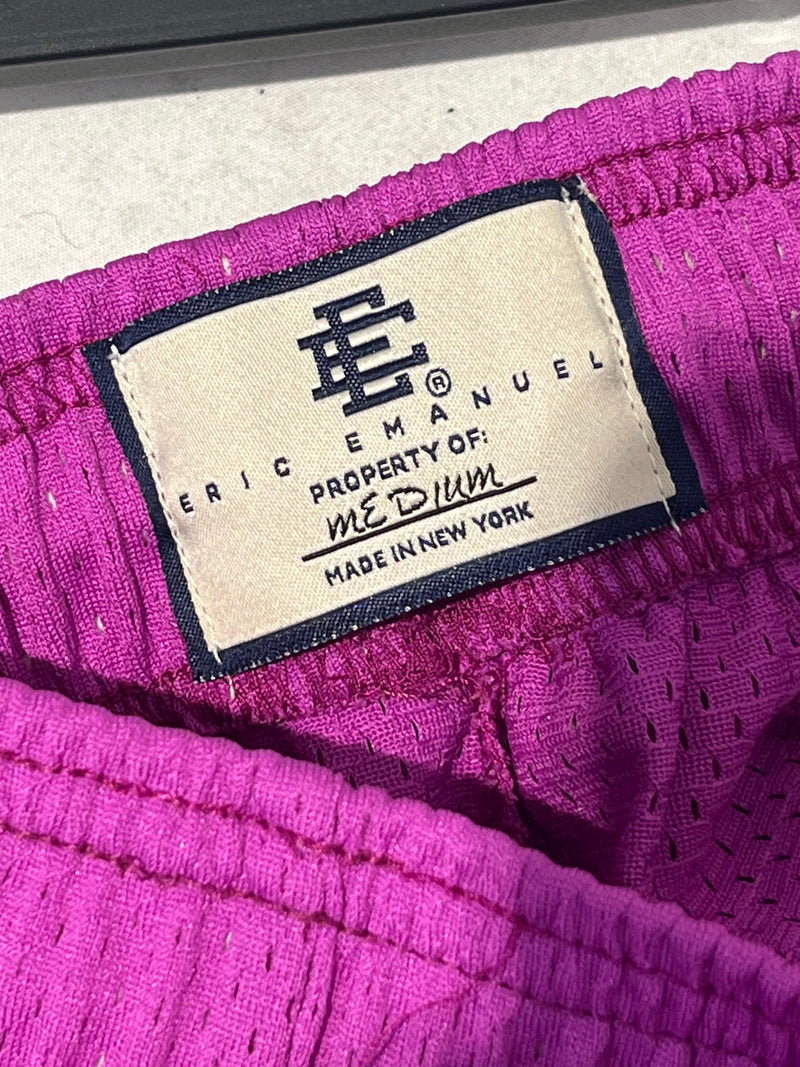 EE®
ERIC EMANUEL
PROPERTY OF:
MEDIUM
MADE IN NEW YORK